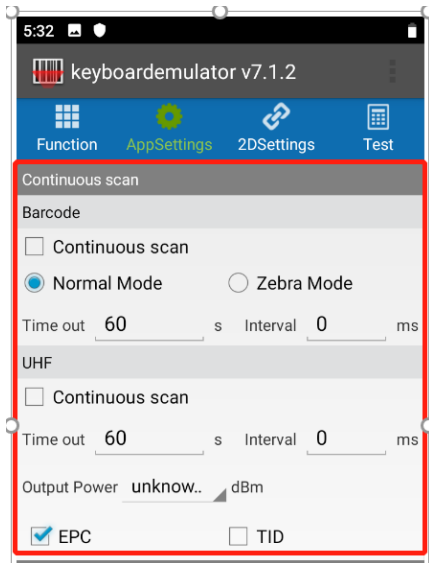 5:32
keyboardemulator v7.1.2
Function AppSettings 2DSettings Test
Continuous scan
Barcode
Continuous scan
Normal Mode Zebra Mode
Time out 60 s Interval 0 ms
UHF
Continuous scan
Time out 60 s Interval 0 ms
Output Power unknow.. dBm
EPC TID